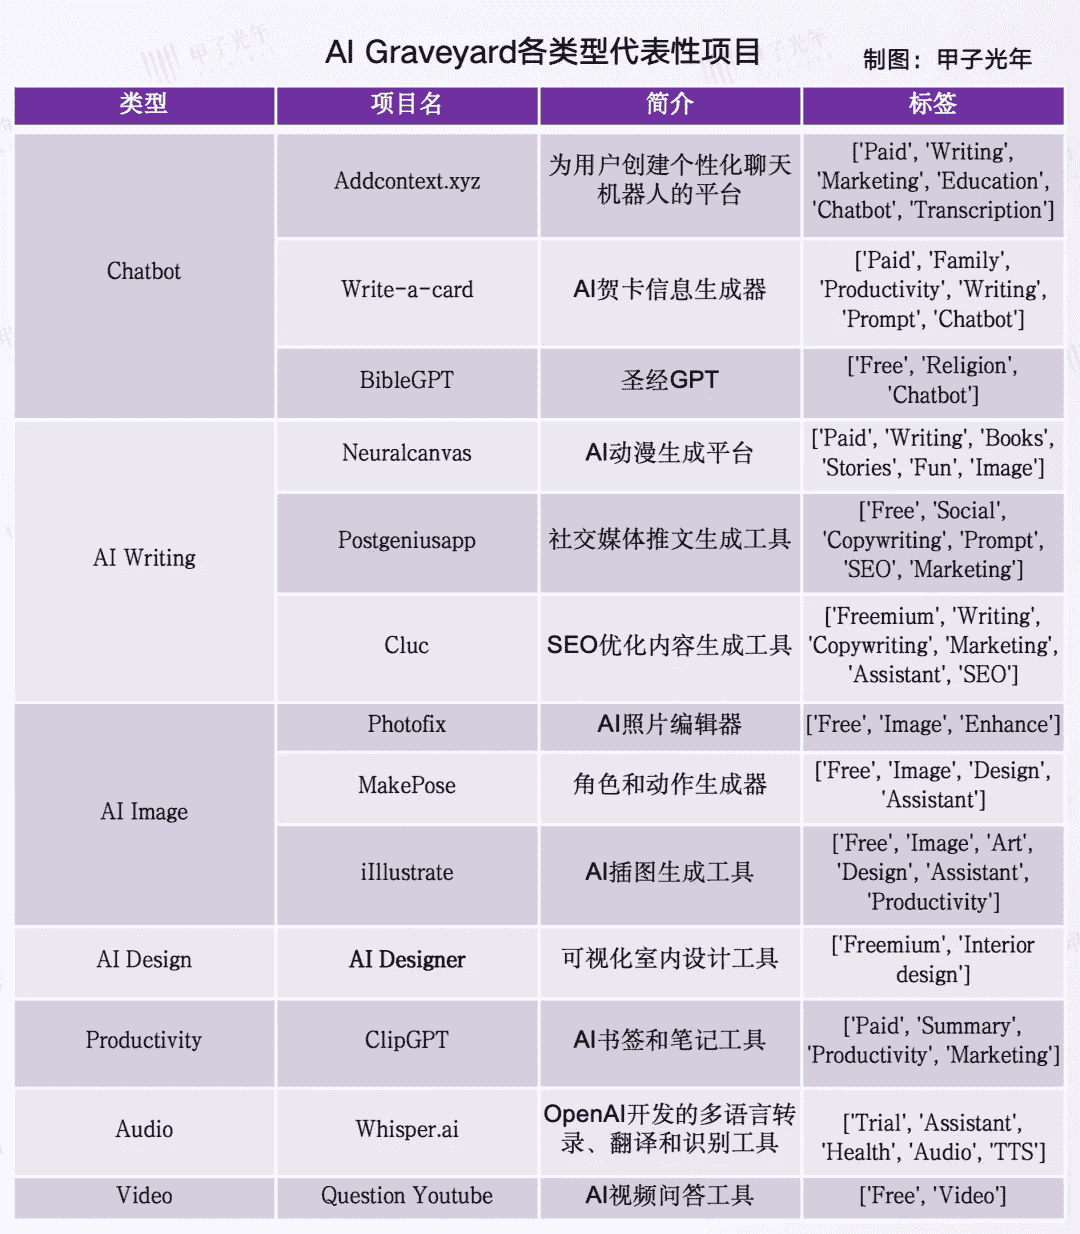 AI Graveyard各类型代表性项目
制图：甲子光年
类型 项目名 简介 标签
Chatbot
Addcontext.xyz
为用户创建个性化聊天
机器人的平台
['Paid', 'Writing',
'Marketing', 'Education',
'Chatbot', 'Transcription']
Write-a-card
AI贺卡信息生成器
['Paid', 'Family',
'Productivity', 'Writing',
'Prompt', 'Chatbot']
BibleGPT
圣经GPT
['Free', 'Religion',
'Chatbot']
AI Writing
Neuralcanvas
AI动漫生成平台
['Paid', 'Writing', 'Books',
'Stories', 'Fun', 'Image']
Postgeniusapp
社交媒体推文生成工具
['Free', 'Social',
'Copywriting', 'Prompt',
'SEO', 'Marketing']
Cluc
SEO优化内容生成工具
['Freemium', 'Writing',
'Copywriting', 'Marketing',
'Assistant', 'SEO']
AI Image
Photofix
AI照片编辑器
['Free', 'Image', 'Enhance']
MakePose
角色和动作生成器
['Free', 'Image', 'Design',
'Assistant']
iIllustrate
AI插图生成工具
['Free', 'Image', 'Art',
'Design', 'Assistant',
'Productivity']
AI Design
AI Designer
可视化室内设计工具
['Freemium', 'Interior
design']
Productivity
ClipGPT
AI书签和笔记工具
['Paid', 'Summary',
'Productivity', 'Marketing']
Audio
Whisper.ai
OpenAI开发的多语言转
录、翻译和识别工具
['Trial', 'Assistant',
'Health', 'Audio', 'TTS']
Video
Question Youtube
AI视频问答工具
['Free', 'Video']
甲子光年
甲子光年